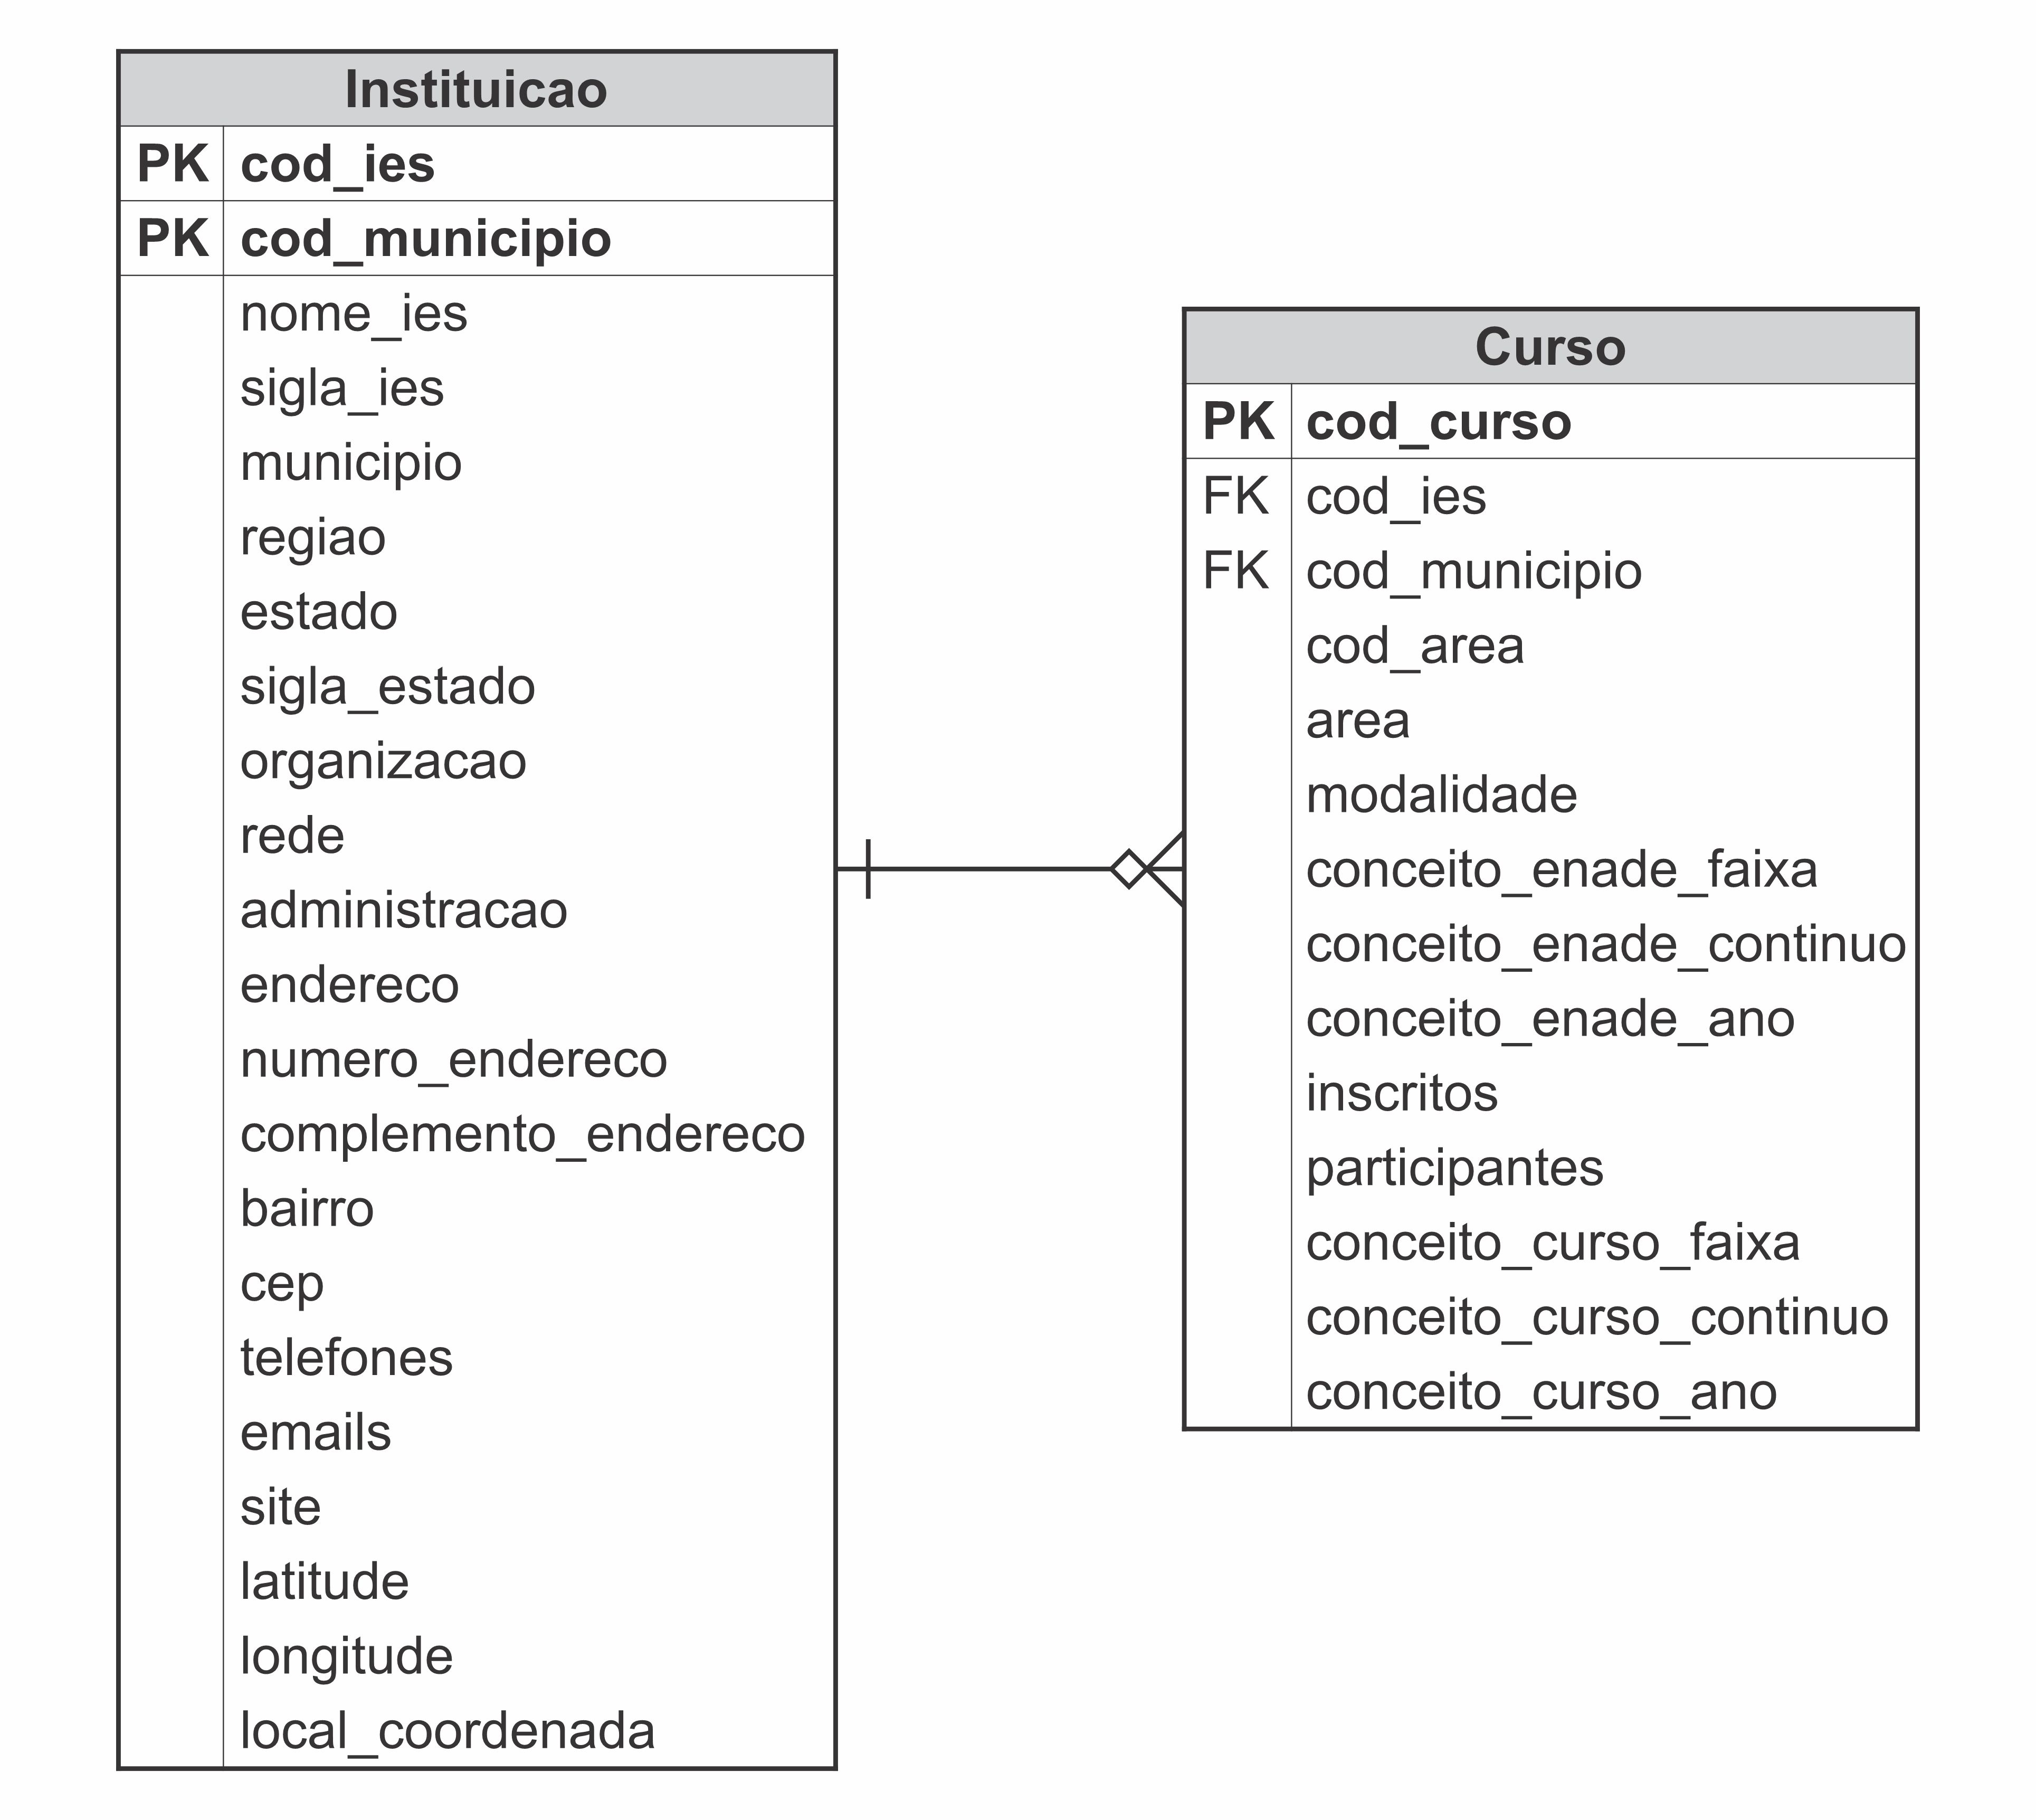 Instituicao
PK cod_ies
PK cod_municipio
nome_ies
sigla_ies
municipio
regiao
estado
sigla_estado
organizacao
rede
administracao
endereco
numero_endereco
complemento_endereco
bairro
cep
telefones
emails
site
latitude
longitude
local_coordenada
Curso
PK cod_curso
FK cod_ies
FK cod_municipio
cod_area
area
modalidade
conceito_enade_faixa
conceito_enade_continuo
conceito_enade_ano
inscritos
participantes
conceito_curso_faixa
conceito_curso_continuo
conceito_curso_ano